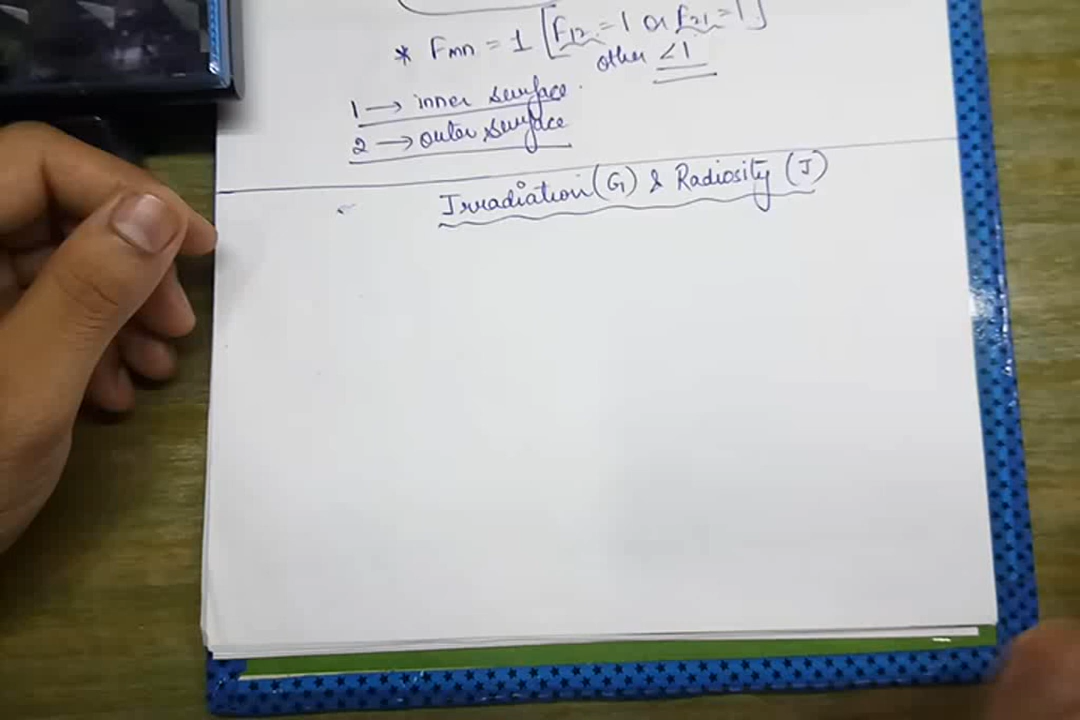 * Fmn = 1 [F12 = 1 or F21 = 1]
other <1
1 → inner surface.
2 → outer surface
Irradiation (G) & Radiosity (J)